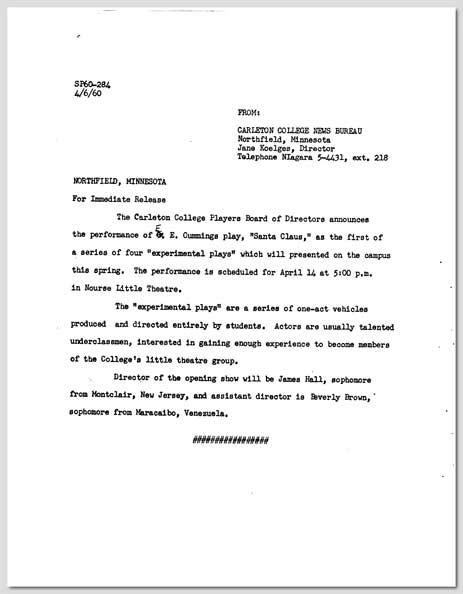 SP60-284
4/6/60
FROM:
CARLETON COLLEGE NEWS BUREAU
Northfield, Minnesota
Jane Koelges, Director
Telephone NIagara 5-4431, ext. 218
NORTHFIELD, MINNESOTA
For Immediate Release
The Carleton College Players Board of Directors announces
the performance of E. E. Cummings play, "Santa Claus," as the first of
a series of four "experimental plays" which will presented on the campus
this spring. The performance is scheduled for April 14 at 5:00 p.m.
in Nourse Little Theatre.
The "experimental plays" are a series of one-act vehicles
produced and directed entirely by students. Actors are usually talented
underclassmen, interested in gaining enough experience to become members
of the College's little theatre group.
Director of the opening show will be James Hall, sophomore
from Montclair, New Jersey, and assistant director is Beverly Brown,
sophomore from Maracaibo, Venezuela.
#################